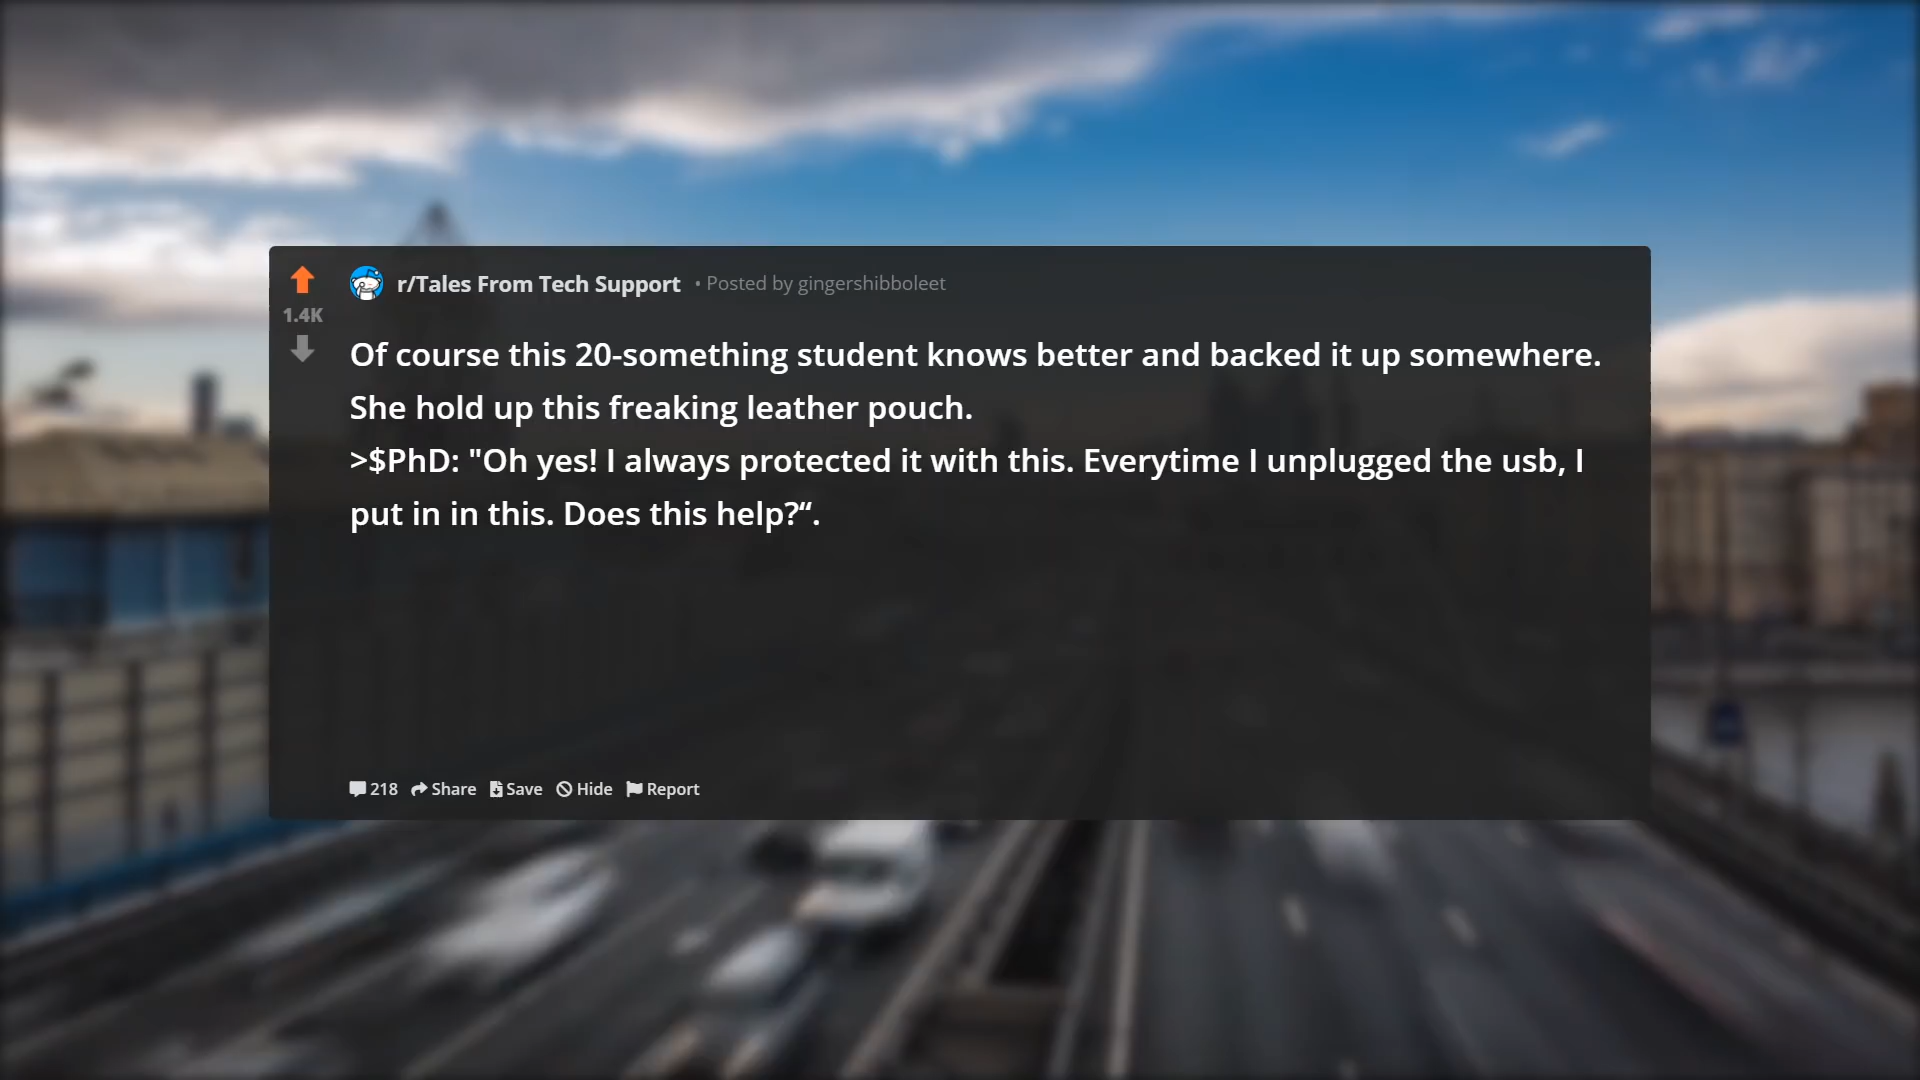 r/Tales From Tech Support • Posted by gingershibboleet
1.4K
Of course this 20-something student knows better and backed it up somewhere.
She hold up this freaking leather pouch.
>$PhD: "Oh yes! I always protected it with this. Everytime I unplugged the usb, I
put in in this. Does this help?“.
218 Share Save Hide Report